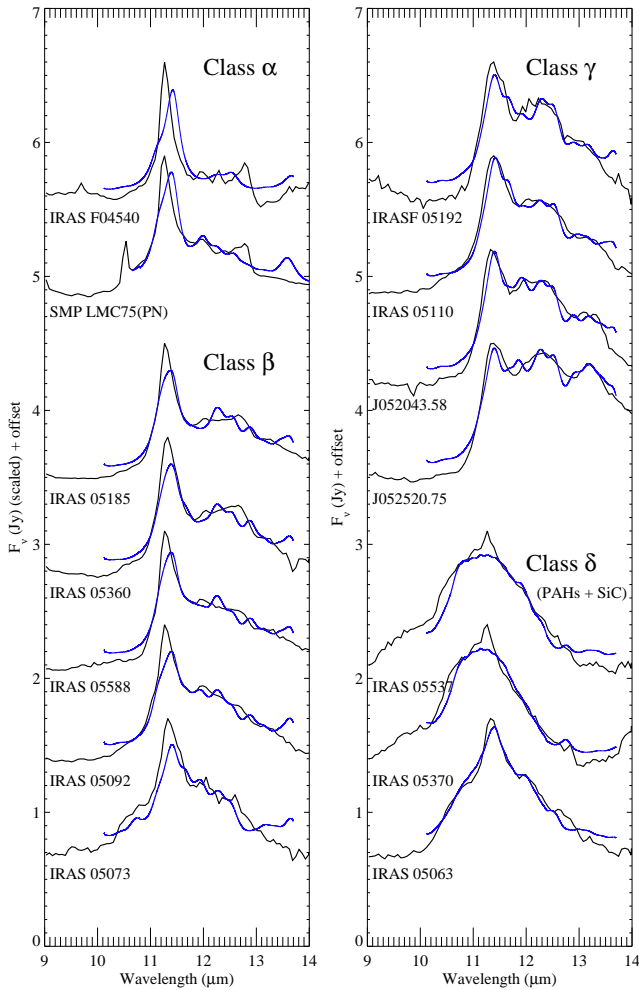 7
6
5
4
3
2
1
0
F_ν (Jy) (scaled) + offset
Class α
IRAS F04540
SMP LMC75(PN)
Class β
IRAS 05185
IRAS 05360
IRAS 05588
IRAS 05092
IRAS 05073
9 10 11 12 13 14
Wavelength (μm)
F_ν (Jy) + offset
Class γ
IRASF 05192
IRAS 05110
J052043.58
J052520.75
Class δ
(PAHs + SiC)
IRAS 05537
IRAS 05370
IRAS 05063
9 10 11 12 13 14
Wavelength (μm)